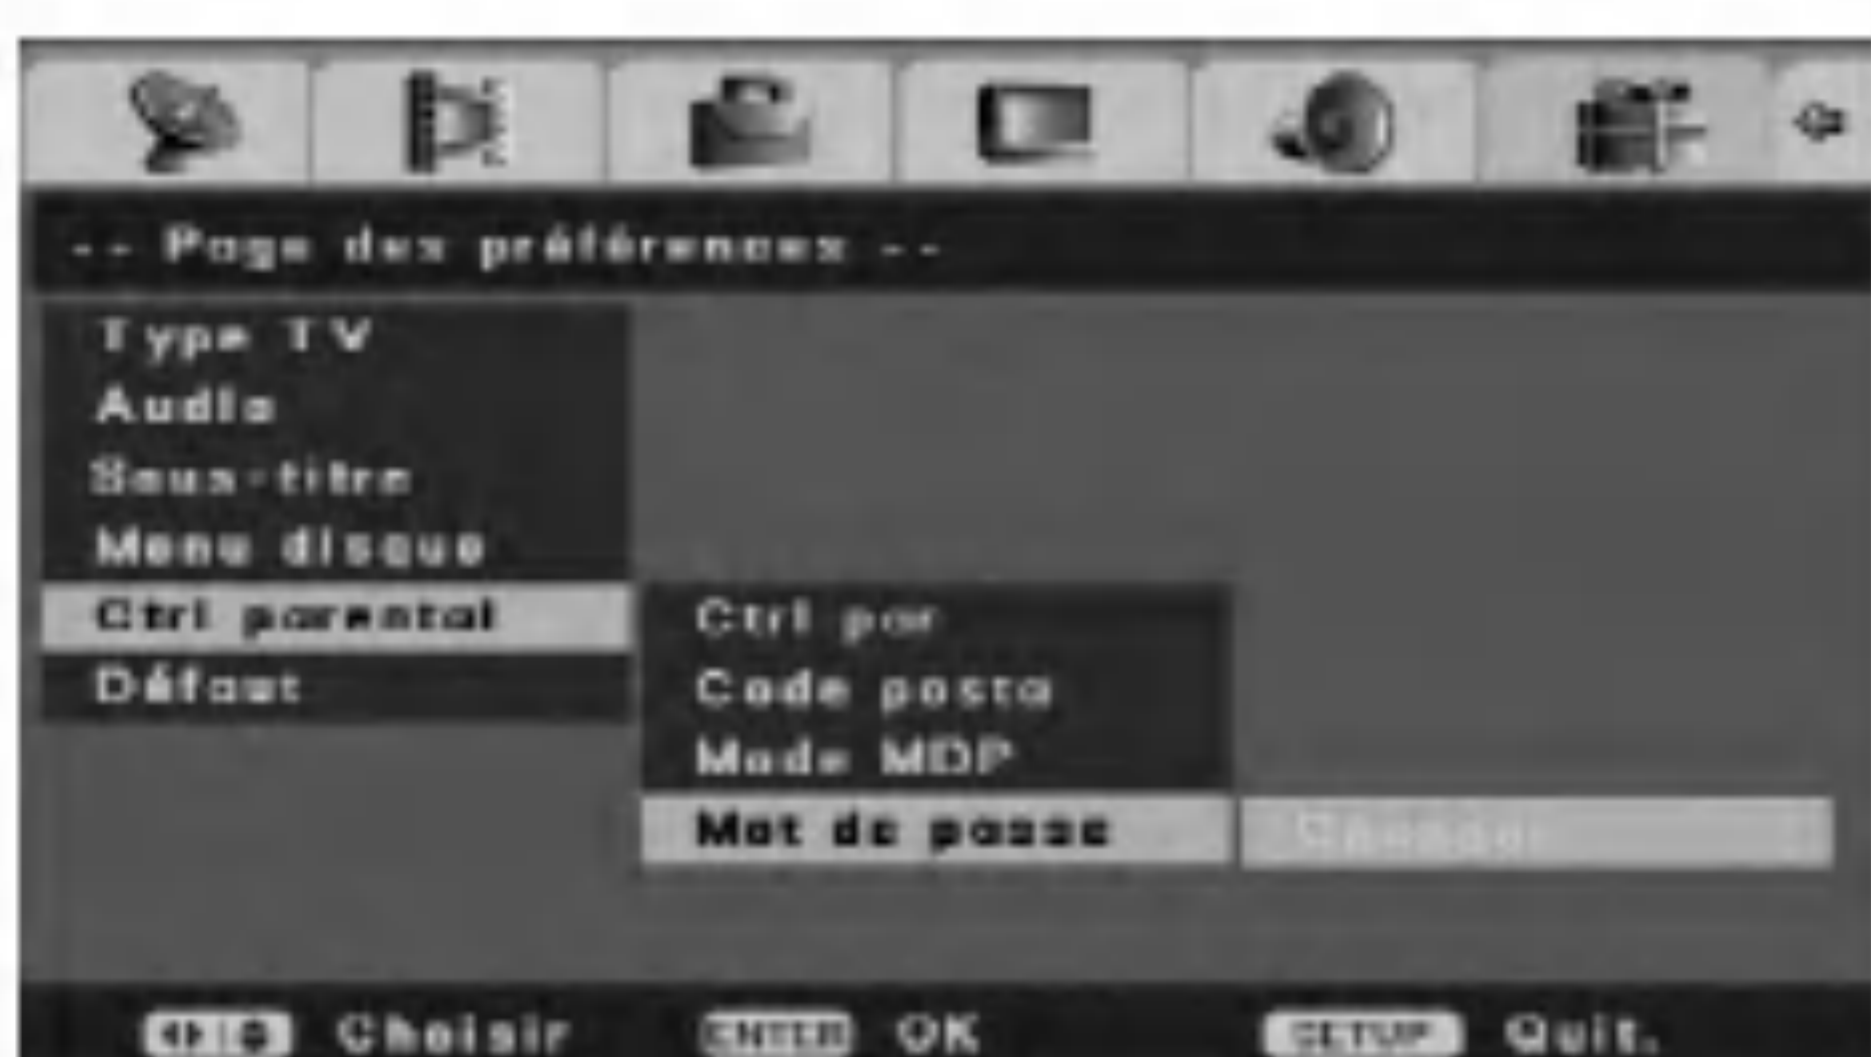 -- Page des préférences --
Type TV
Audio
Sous-titre
Menu disque
Ctrl parental
Ctrl par
Défaut
Code posta
Mode MDP
Mot de passe
Choisir
ENTER OK
SETUP Quit.